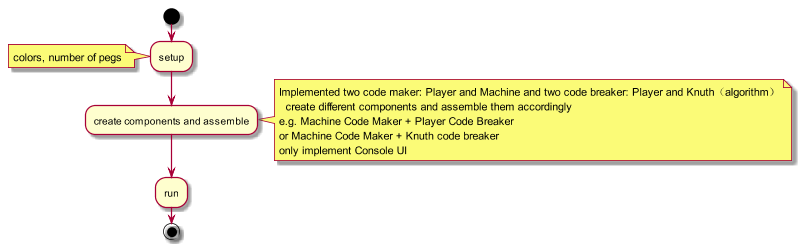 setup
colors, number of pegs
create components and assemble
Implemented two code maker: Player and Machine and two code breaker: Player and Knuth（algorithm）
create different components and assemble them accordingly
e.g. Machine Code Maker + Player Code Breaker
or Machine Code Maker + Knuth code breaker
only implement Console UI
run